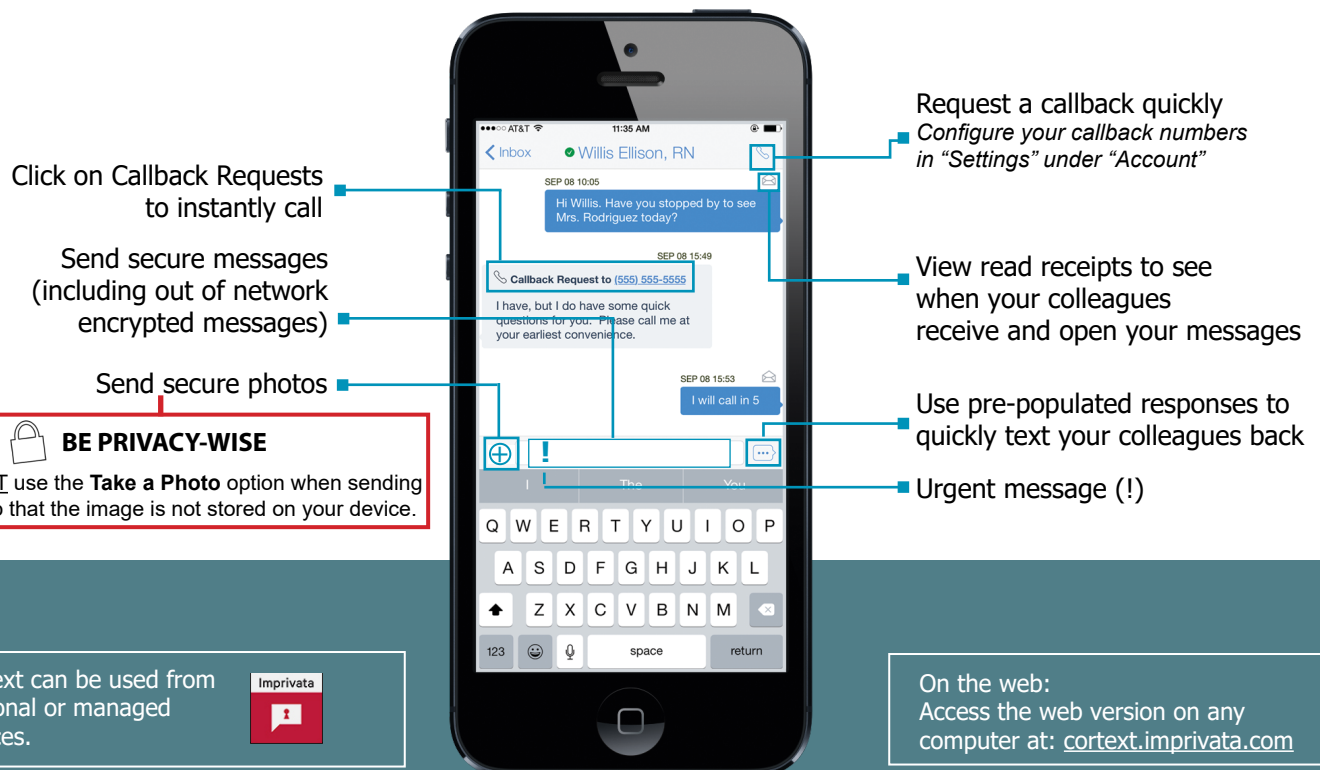 Click on Callback Requests
to instantly call
Send secure messages
(including out of network
encrypted messages)
Send secure photos
BE PRIVACY-WISE
use the Take a Photo option when sending
that the image is not stored on your device.
AT&T 11:35 AM
Inbox Willis Ellison, RN
SEP 08 10:05
Hi Willis. Have you stopped by to see
Mrs. Rodriguez today?
SEP 08 15:49
Callback Request to (555) 555-5555
I have, but I do have some quick
questions for you. Please call me at
your earliest convenience.
SEP 08 15:53
I will call in 5
!
I The You
Q W E R T Y U I O P
A S D F G H J K L
Z X C V B N M
123 space return
Request a callback quickly
Configure your callback numbers
in “Settings” under “Account”
View read receipts to see
when your colleagues
receive and open your messages
Use pre-populated responses to
quickly text your colleagues back
Urgent message (!)
ext can be used from
onal or managed
ces.
Imprivata
On the web:
Access the web version on any
computer at: cortext.imprivata.com